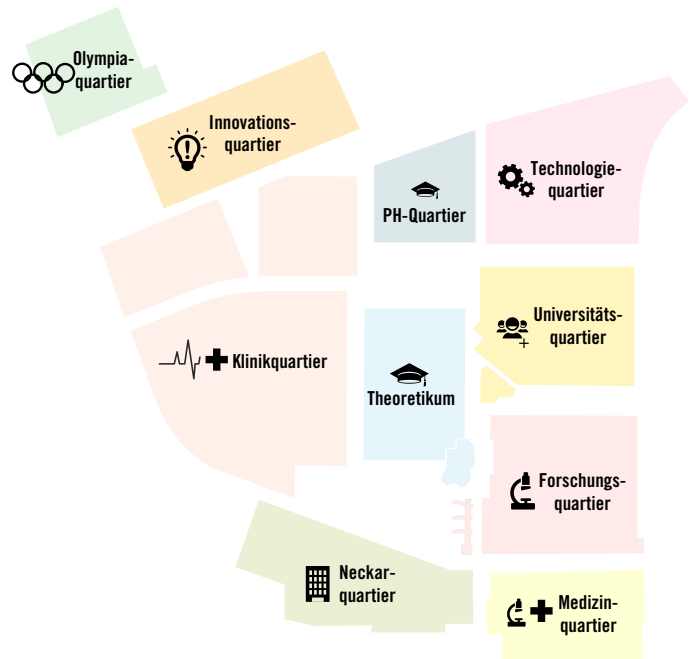 Olympia-
quartier
Innovations-
quartier
Technologie-
quartier
PH-Quartier
Universitäts-
quartier
Klinikquartier
Theoretikum
Forschungs-
quartier
Neckar-
quartier
Medizin-
quartier